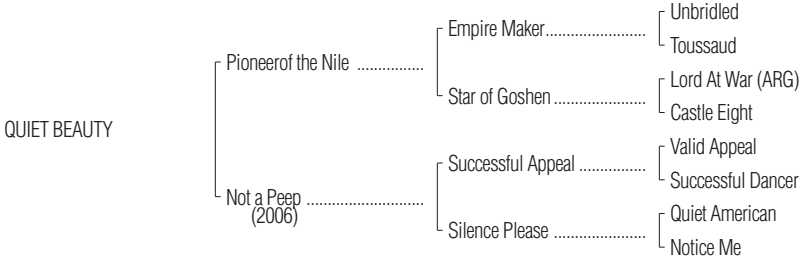 Unbridled
Empire Maker.......................
Toussaud
Pioneerof the Nile ................
Lord At War (ARG)
Star of Goshen .....................
Castle Eight
QUIET BEAUTY
Valid Appeal
Successful Appeal ................
Successful Dancer
Not a Peep ...........................
(2006)
Quiet American
Silence Please ......................
Notice Me